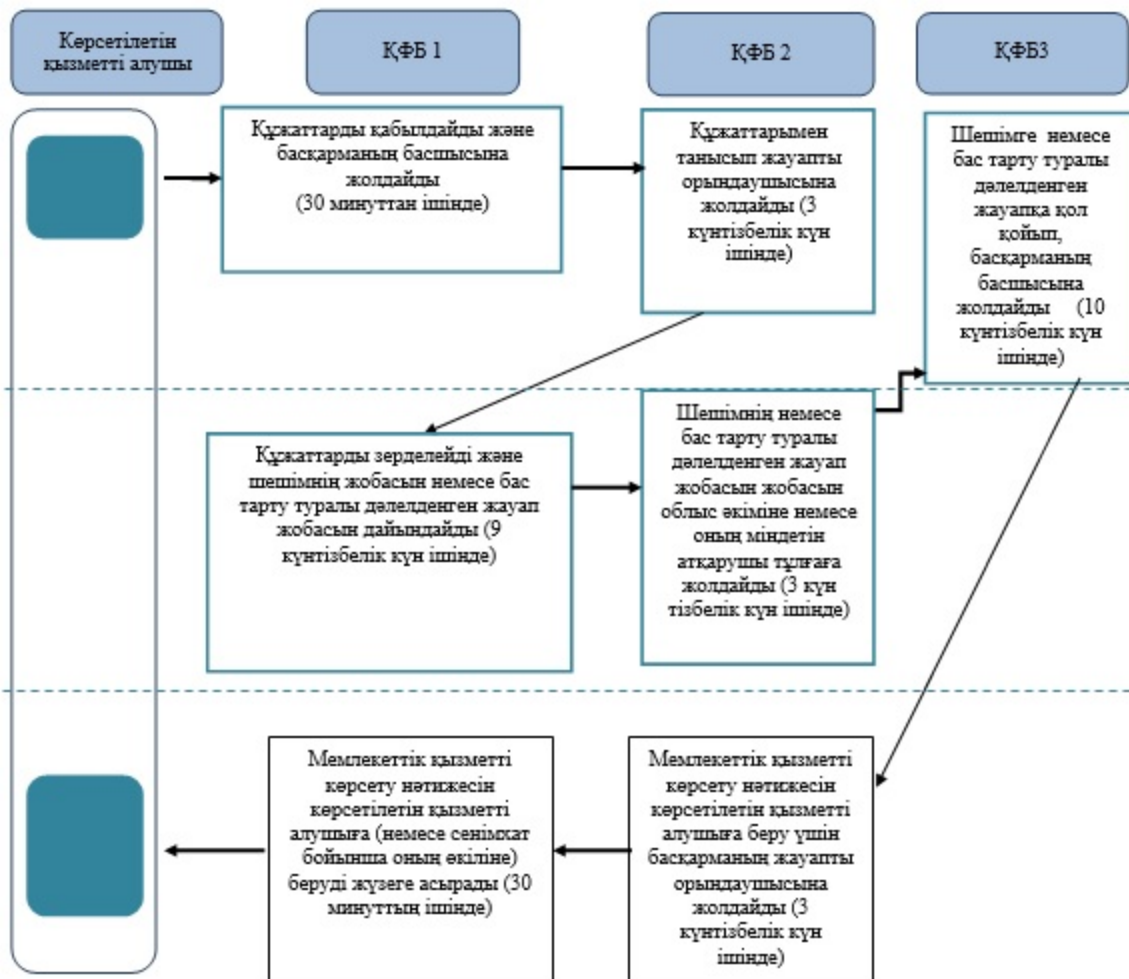 Көрсетілетін
қызметті алушы
ҚФБ 1
ҚФБ 2
ҚФБ3
Құжаттарды қабылдайды және
басқарманың басшысына
жолдайды
(30 минуттан ішінде)
Құжаттарымен
танысып жауапты
орындаушысына
жолдайды (3
күнтізбелік күн
ішінде)
Шешімге немесе
бас тарту туралы
дәлелденген
жауапқа қол
қойып,
басқарманың
басшысына
жолдайды (10
күнтізбелік күн
ішінде)
Құжаттарды зерделейді және
шешімнің жобасын немесе бас
тарту туралы дәлелденген жауап
жобасын дайындайды (9
күнтізбелік күн ішінде)
Шешімнің немесе
бас тарту туралы
дәлелденген жауап
жобасын жобасын
облыс әкіміне немесе
оның міндетін
атқарушы тұлғаға
жолдайды (3 күн
тізбелік күн ішінде)
Мемлекеттік қызметті
көрсету нәтижесін
көрсетілетін қызметті
алушыға (немесе сенімхат
бойынша оның өкіліне)
беруді жүзеге асырады (30
минуттың ішінде)
Мемлекеттік қызметті
көрсету нәтижесін
көрсетілетін қызметті
алушыға беру үшін
басқарманың жауапты
орындаушысына
жолдайды (3
күнтізбелік күн
ішінде)